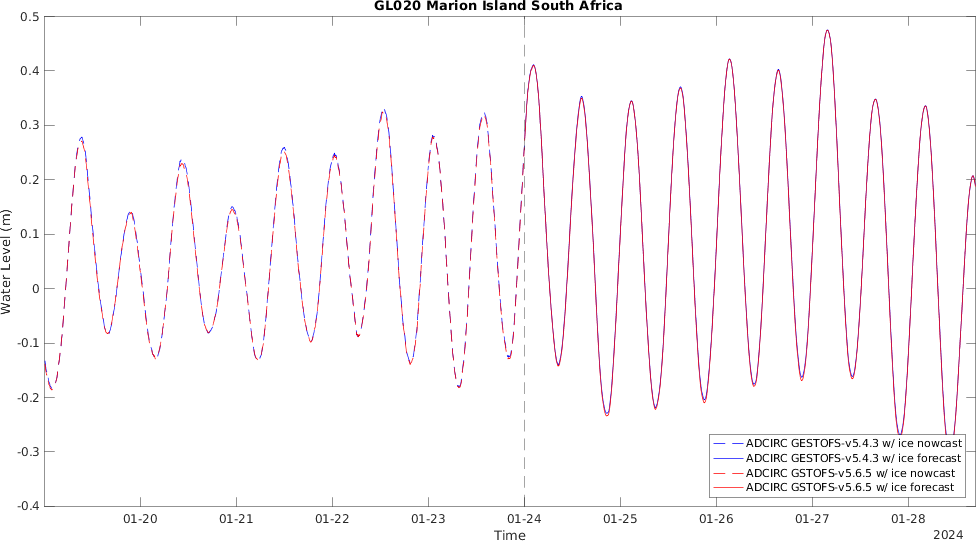 GL020 Marion Island South Africa
0.5
0.4
0.3
0.2
0.1
0
-0.1
-0.2
-0.3
-0.4
Water Level (m)
ADCIRC GESTOFS-v5.4.3 w/ ice nowcast
ADCIRC GESTOFS-v5.4.3 w/ ice forecast
ADCIRC GSTOFS-v5.6.5 w/ ice nowcast
ADCIRC GSTOFS-v5.6.5 w/ ice forecast
01-20 01-21 01-22 01-23 01-24 01-25 01-26 01-27 01-28
Time
2024